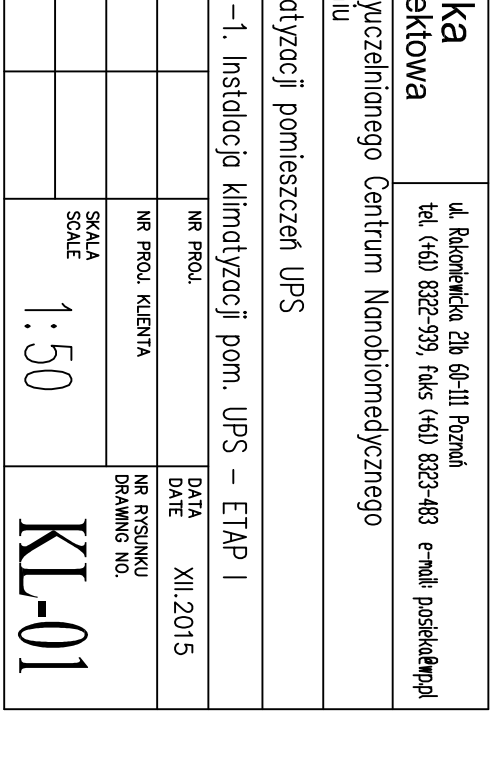 ka
ektowa
ul. Rakoniewicka 21b 60-111 Poznań
tel. (+61) 8322-939, faks (+61) 8323-483 e-mail: p.osieka@wp.pl
yuczelnianego Centrum Nanobiomedycznego
iu
atyzacji pomieszczeń UPS
-1. Instalacja klimatyzacji pom. UPS - ETAP I
NR PROJ.
DATA
DATE
XII.2015
NR PROJ. KLIENTA
NR RYSUNKU
DRAWING NO.
SKALA
SCALE
1:50
KL-01